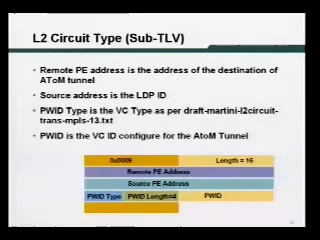 L2 Circuit Type (Sub-TLV)
• Remote PE address is the address of the destination of
AToM tunnel
• Source address is the LDP ID
• PWID Type is the VC Type as per draft-martini-l2circuit-
trans-mpls-13.txt
• PWID is the VC ID configure for the AtoM Tunnel
0x0009 Length = 16
Remote PE Address
Source PE Address
PWID Type PWID Length=4 PWID